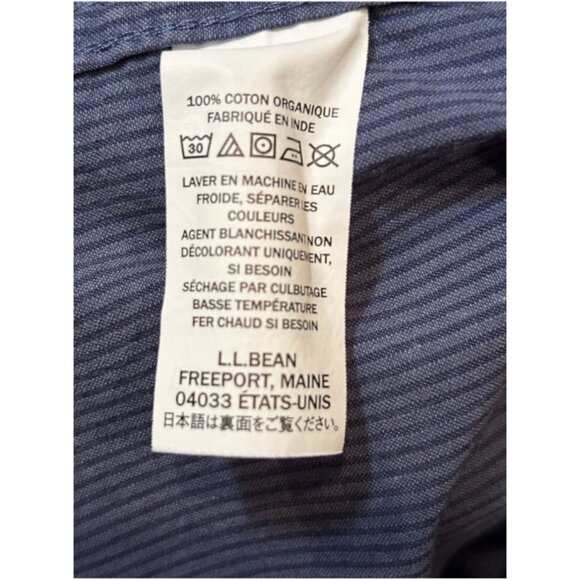 100% COTON ORGANIQUE
FABRIQUÉ EN INDE
30
LAVER EN MACHINE EN EAU
FROIDE, SÉPARER LES
COULEURS
AGENT BLANCHISSANT NON
DÉCOLORANT UNIQUEMENT,
SI BESOIN
SÉCHAGE PAR CULBUTAGE
BASSE TEMPÉRATURE
FER CHAUD SI BESOIN
L.L.BEAN
FREEPORT, MAINE
04033 ÉTATS-UNIS
日本語は裏面をご覧ください.